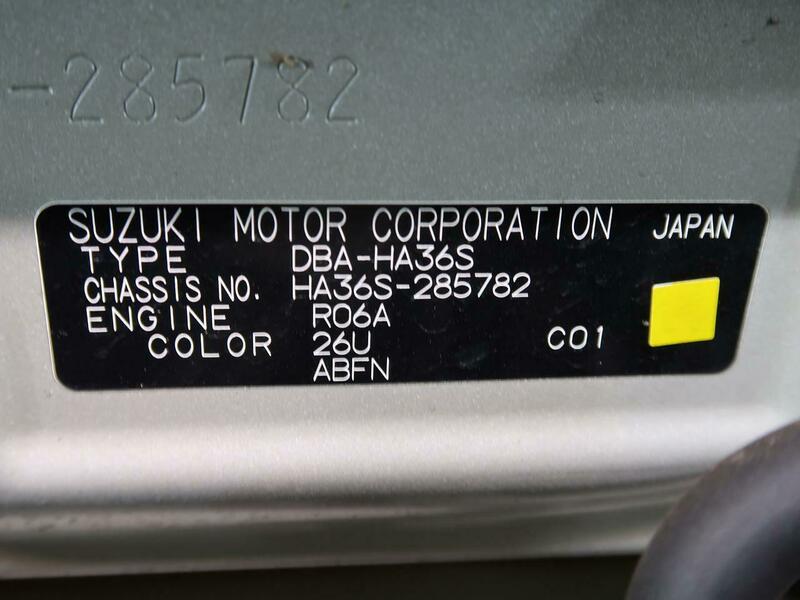 -285782
SUZUKI MOTOR CORPORATION JAPAN
TYPE DBA-HA36S
CHASSIS NO. HA36S-285782
ENGINE R06A
COLOR 26U C01
ABFN